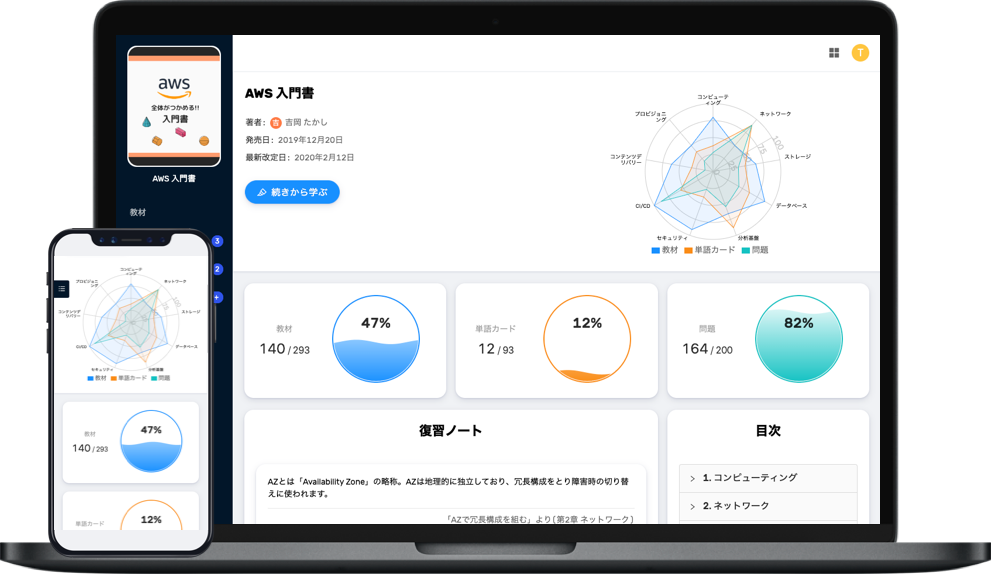 aws
全体がつかめる!!
入門書
AWS 入門書
教材
3
2
+
T
AWS 入門書
著者: 吉 吉岡 たかし
発売日: 2019年12月20日
最新改定日: 2020年2月12日
続きから学ぶ
コンピューテ
ィング
ネットワーク
ストレージ
データベース
分析基盤
セキュリティ
CI/CD
コンテンツデ
リバリー
プロビジョニ
ング
75
100
教材 単語カード 問題
教材
140 / 293
47%
単語カード
12 / 93
12%
問題
164 / 200
82%
復習ノート
AZとは「Availability Zone」の略称。AZは地理的に独立しており、冗長構成をとり障害時の切り替
えに使われます。
「AZで冗長構成を組む」より(第2章 ネットワーク)
目次
> 1. コンピューティング
> 2. ネットワーク
コンピューテ
ィング
ネットワーク
ストレージ
データベース
分析基盤
セキュリティ
CI/CD
コンテンツデ
リバリー
プロビジョニ
ング
75
100
教材 単語カード 問題
教材
140 / 293
47%
単語カード
12%